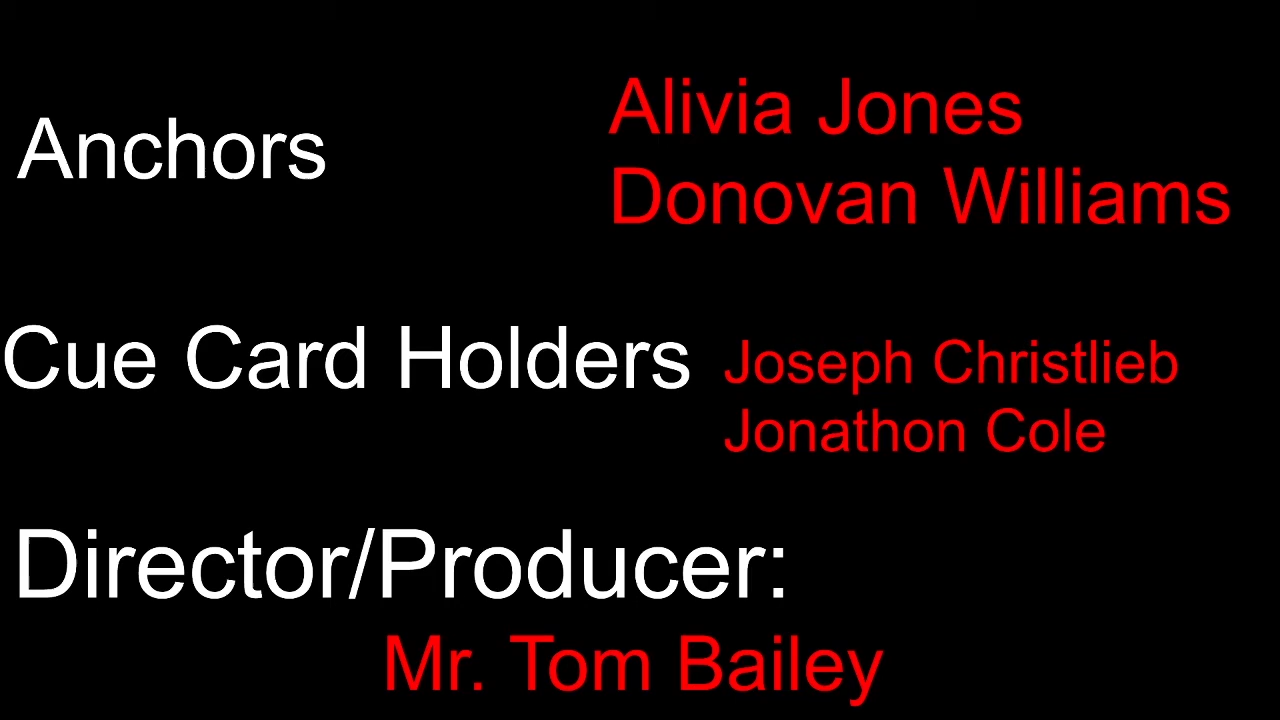 Anchors
Alivia Jones
Donovan Williams
Cue Card Holders
Joseph Christlieb
Jonathon Cole
Director/Producer:
Mr. Tom Bailey